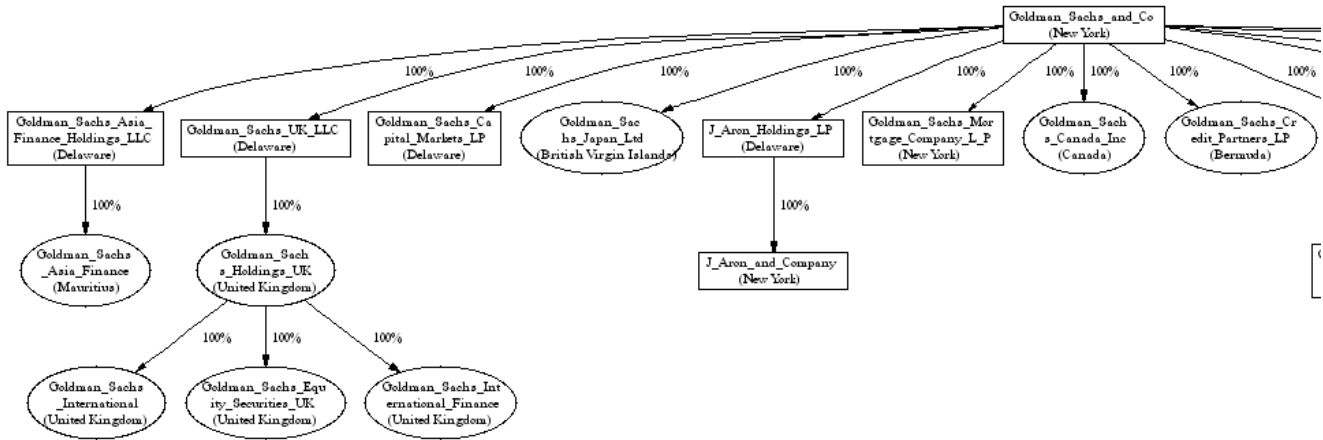 Goldman_Sachs_and_Co
(New York)
100%
100%
100%
100%
100%
100%
100%
100%
100%
Goldman_Sachs_Asia_
Finance_Holdings_LLC
(Delaware)
Goldman_Sachs_UK_LLC
(Delaware)
Goldman_Sachs_Ca
pital_Markets_LP
(Delaware)
Goldman_Sac
hs_Japan_Ltd
(British Virgin Islands)
J_Aron_Holdings_LP
(Delaware)
Goldman_Sachs_Mor
tgage_Company_L_P
(New York)
Goldman_Sach
s_Canada_Inc
(Canada)
Goldman_Sachs_Cr
edit_Partners_LP
(Bermuda)
100%
100%
100%
Goldman_Sachs
_Asia_Finance
(Mauritius)
Goldman_Sach
s_Holdings_UK
(United Kingdom)
J_Aron_and_Company
(New York)
100%
100%
100%
Goldman_Sachs
_International
(United Kingdom)
Goldman_Sachs_Equ
ity_Securities_UK
(United Kingdom)
Goldman_Sachs_Int
ernational_Finance
(United Kingdom)